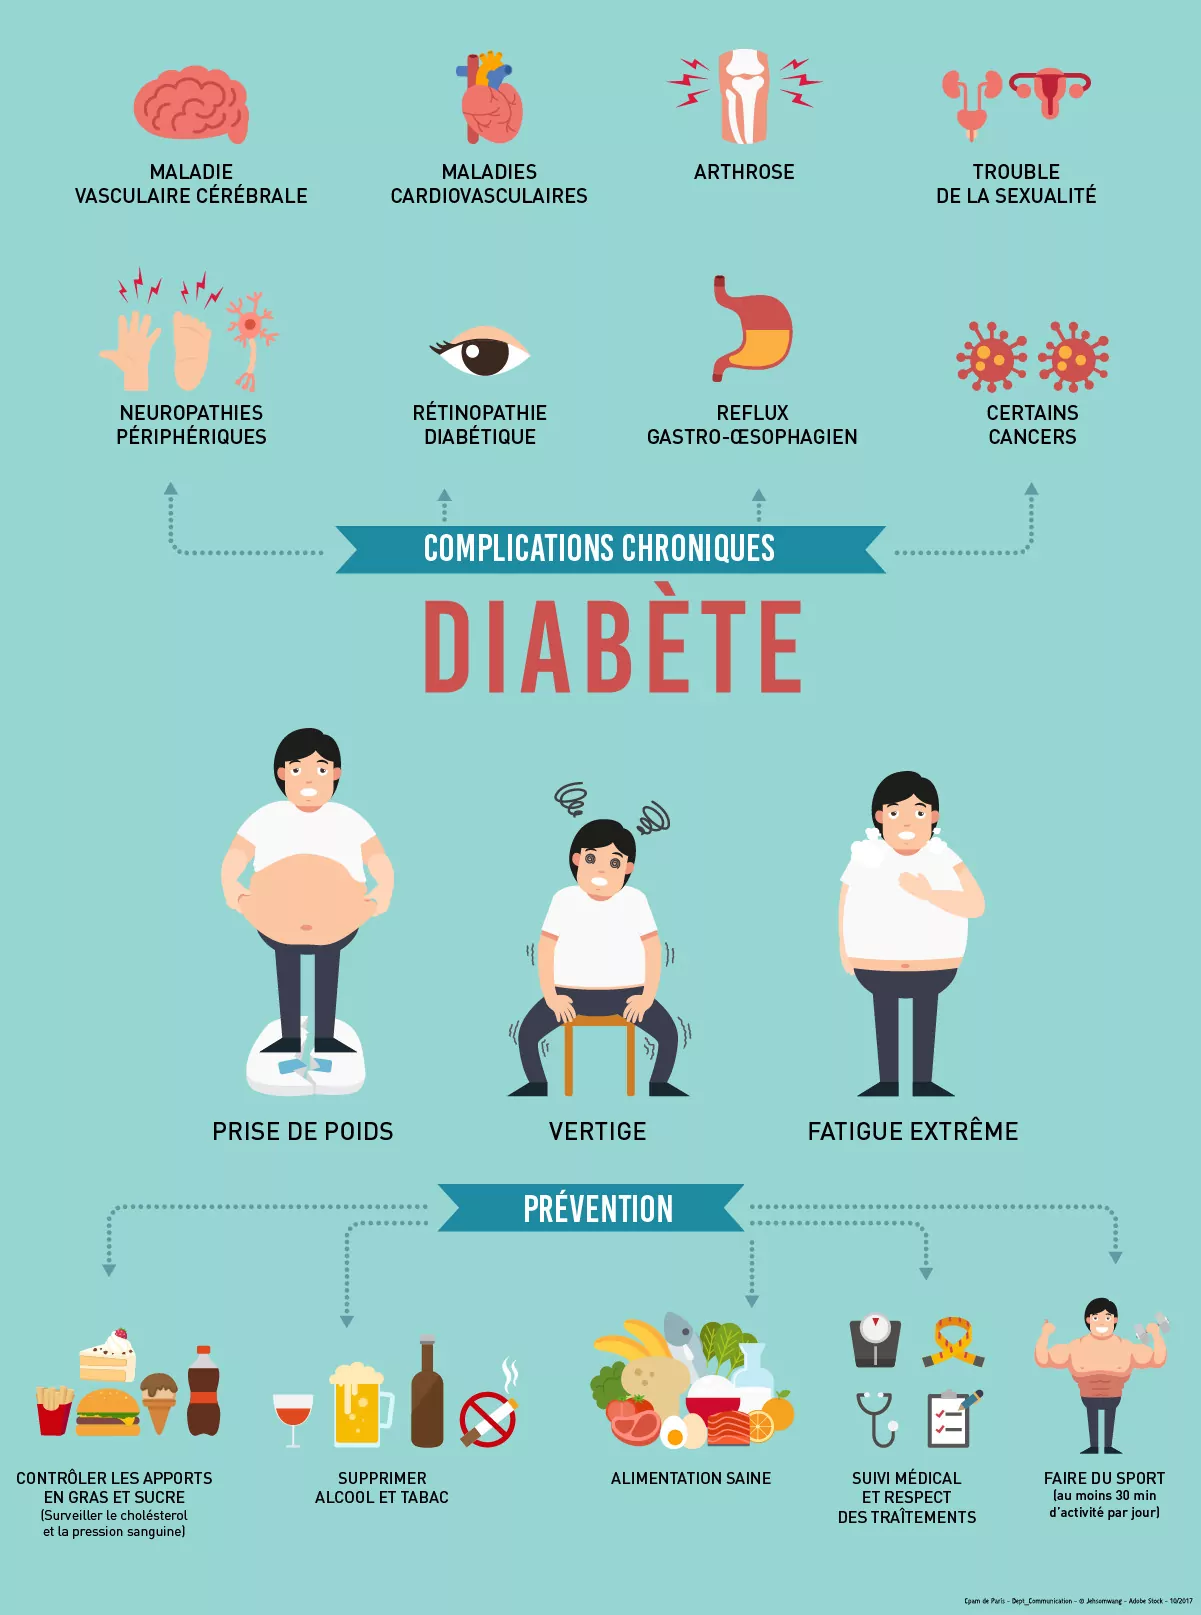 MALADIE
VASCULAIRE CÉRÉBRALE
MALADIES
CARDIOVASCULAIRES
ARTHROSE
TROUBLE
DE LA SEXUALITÉ
NEUROPATHIES
PÉRIPHÉRIQUES
RÉTINOPATHIE
DIABÉTIQUE
REFLUX
GASTRO-ŒSOPHAGIEN
CERTAINS
CANCERS
COMPLICATIONS CHRONIQUES
DIABÈTE
PRISE DE POIDS
VERTIGE
FATIGUE EXTRÊME
PRÉVENTION
CONTRÔLER LES APPORTS
EN GRAS ET SUCRE
(Surveiller le cholésterol
et la pression sanguine)
SUPPRIMER
ALCOOL ET TABAC
ALIMENTATION SAINE
SUIVI MÉDICAL
ET RESPECT
DES TRAÎTEMENTS
FAIRE DU SPORT
(au moins 30 min
d'activité par jour)
Epam de Paris - Dept_Communication - © Jehsomwang - Adobe Stock - 10/2017